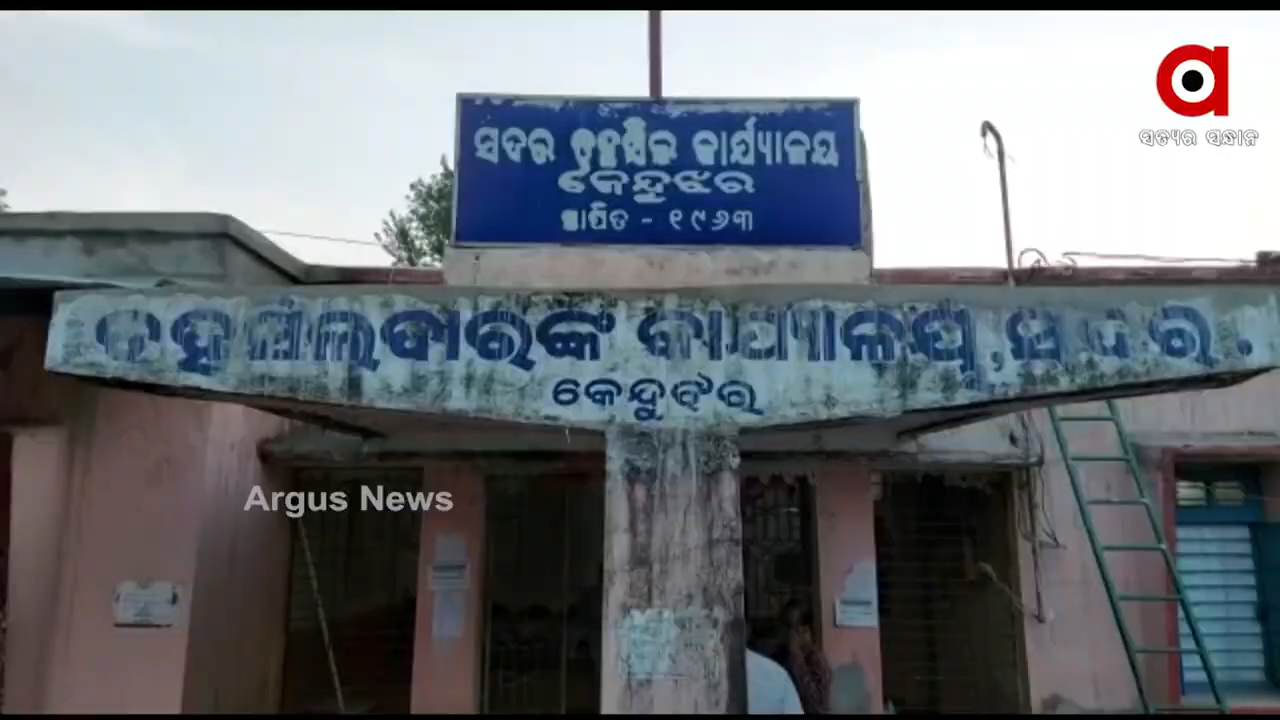 ସତ୍ୟର ସନ୍ଧାନ
ସଦର ତହସିଲ କାର୍ଯ୍ୟାଳୟ
କେନ୍ଦୁଝର
ସ୍ଥାପିତ - ୧୯୬୩
ତହସିଲଦାରଙ୍କ କାର୍ଯ୍ୟାଳୟ, ସଦର.
କେନ୍ଦୁଝର
Argus News